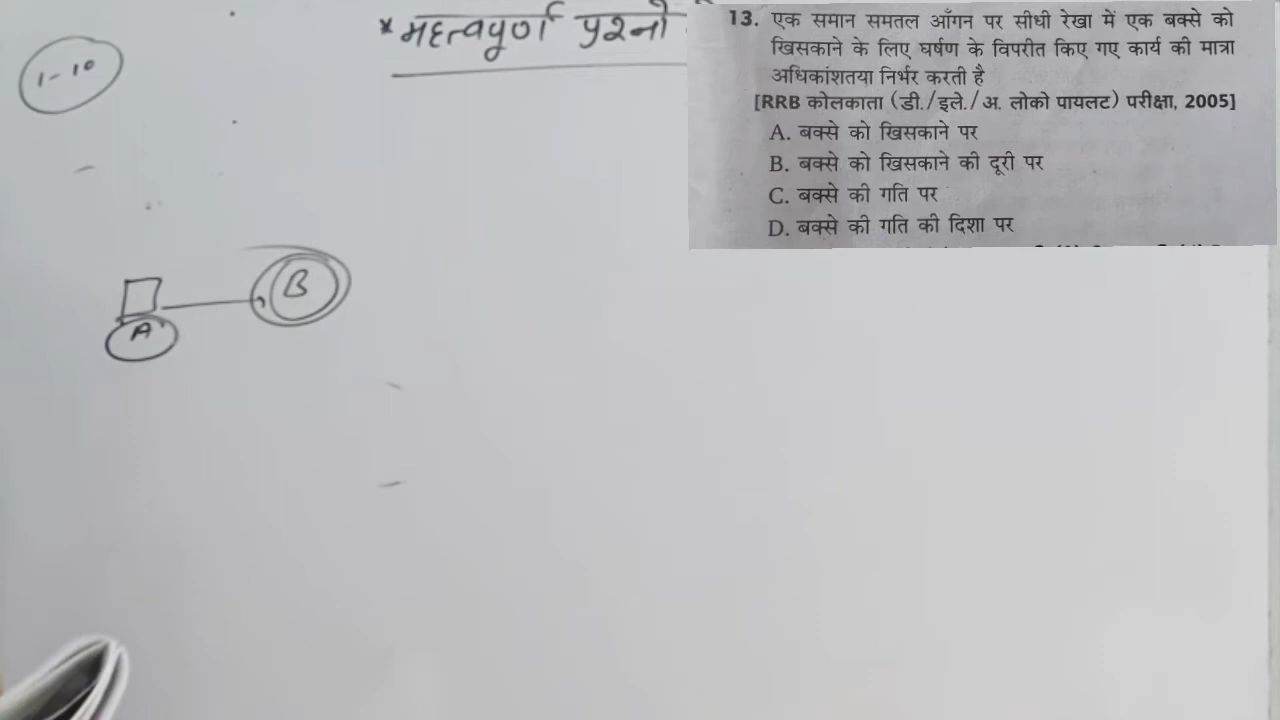 1-10
*महत्वपूर्ण प्रश्नो
13. एक समान समतल आँगन पर सीधी रेखा में एक बक्से को
खिसकाने के लिए घर्षण के विपरीत किए गए कार्य की मात्रा
अधिकांशतया निर्भर करती है
[RRB कोलकाता (डी./इले./अ. लोको पायलट) परीक्षा, 2005]
A. बक्से को खिसकाने पर
B. बक्से को खिसकाने की दूरी पर
C. बक्से की गति पर
D. बक्से की गति की दिशा पर
B
A